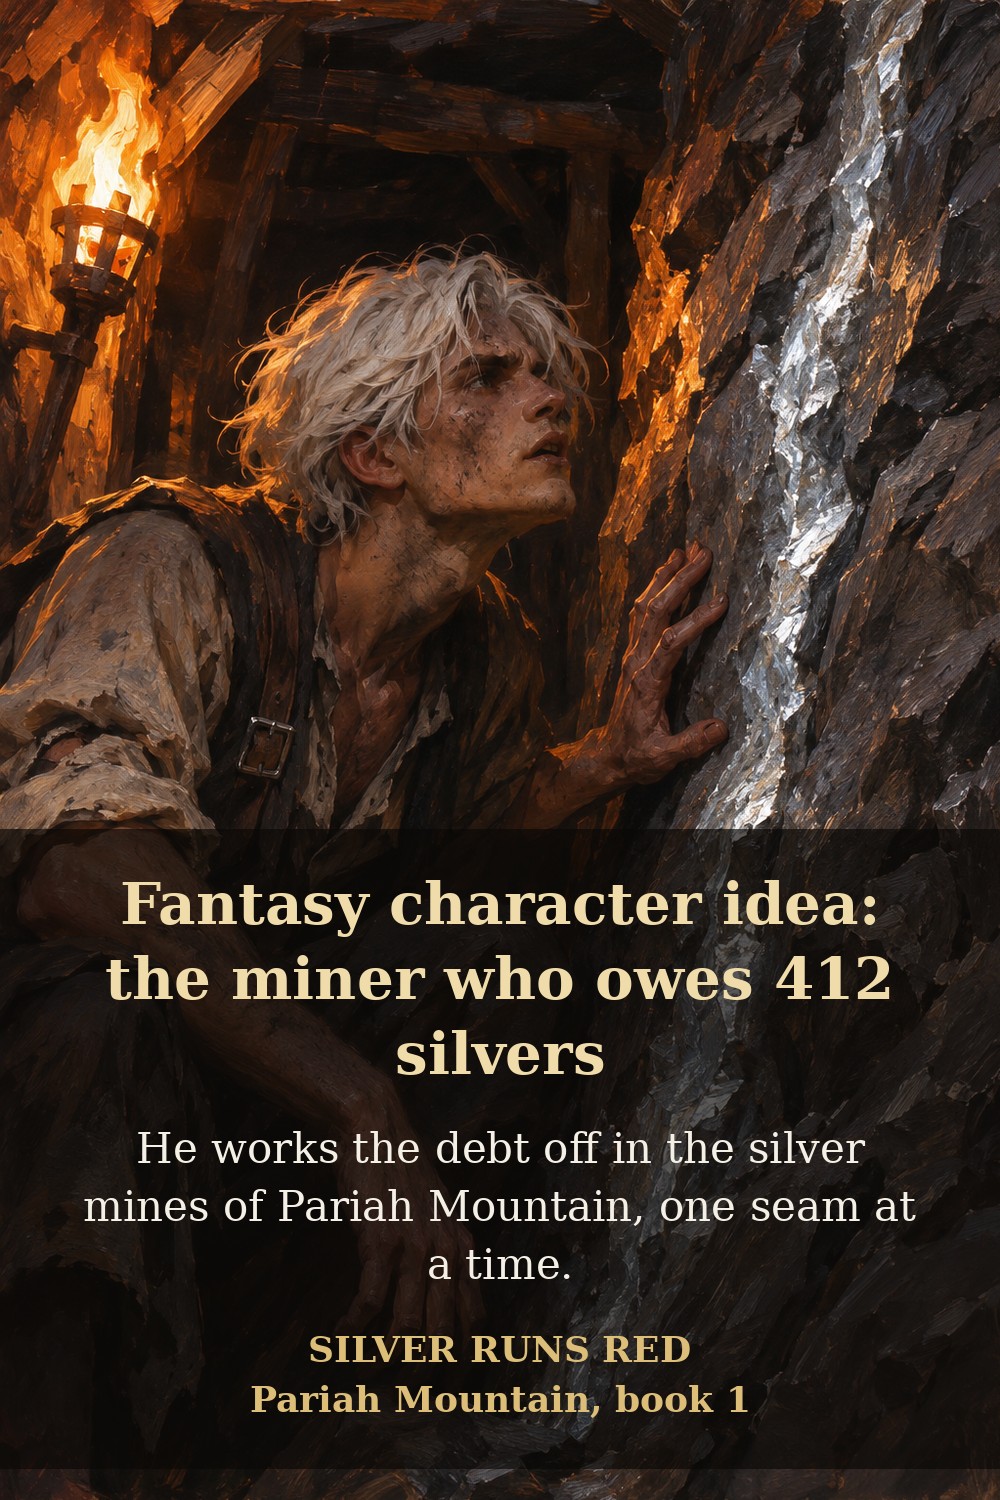 Fantasy character idea:
the miner who owes 412
silvers
He works the debt off in the silver
mines of Pariah Mountain, one seam at
a time.
SILVER RUNS RED
Pariah Mountain, book 1